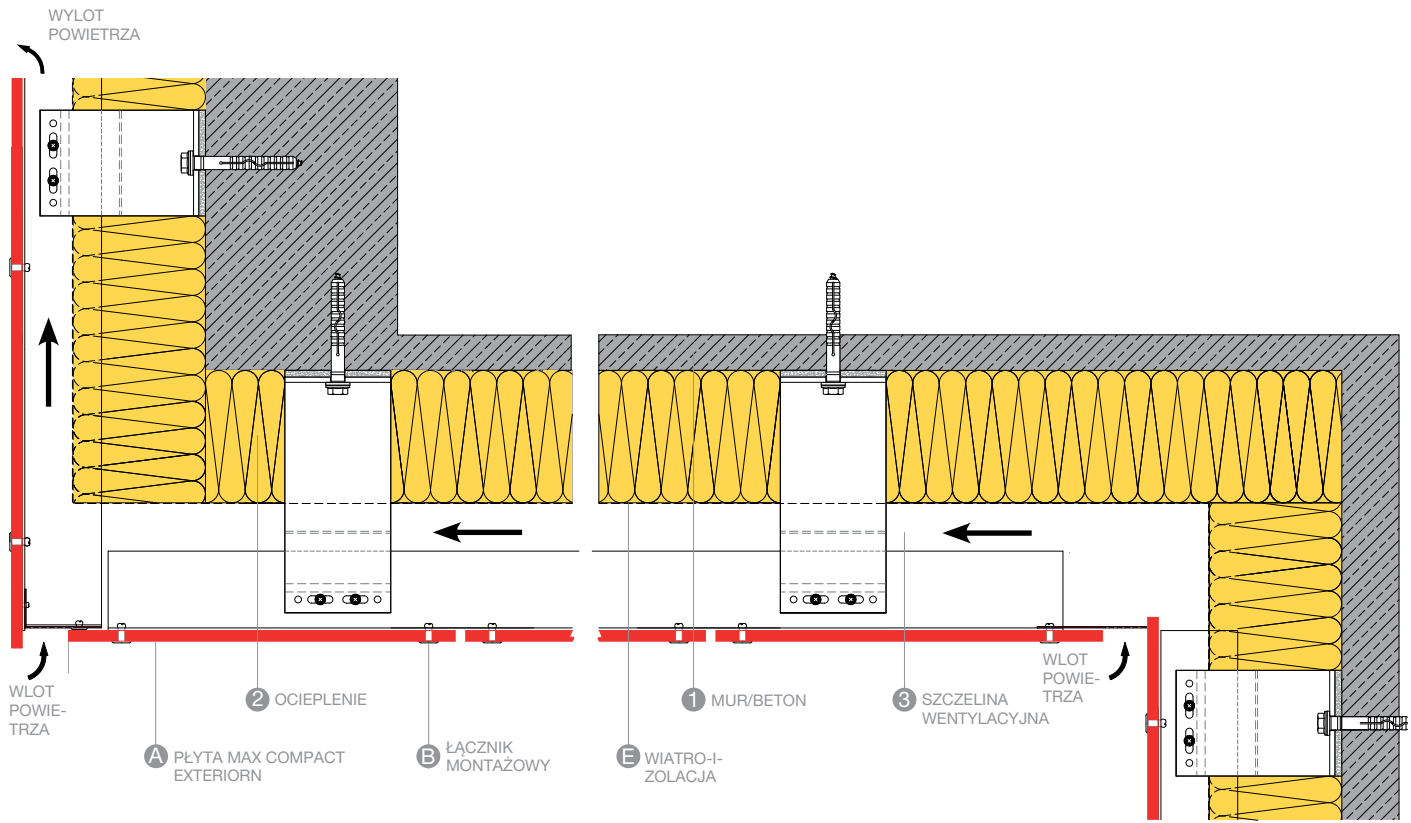 WYLOT
POWIETRZA
WLOT
POWIE-
TRZA
2 OCIEPLENIE
1 MUR/BETON
3 SZCZELINA
WENTYLACYJNA
WLOT
POWIE-
TRZA
A PŁYTA MAX COMPACT
EXTERIORN
B ŁĄCZNIK
MONTAŻOWY
E WIATRO-I-
ZOLACJA